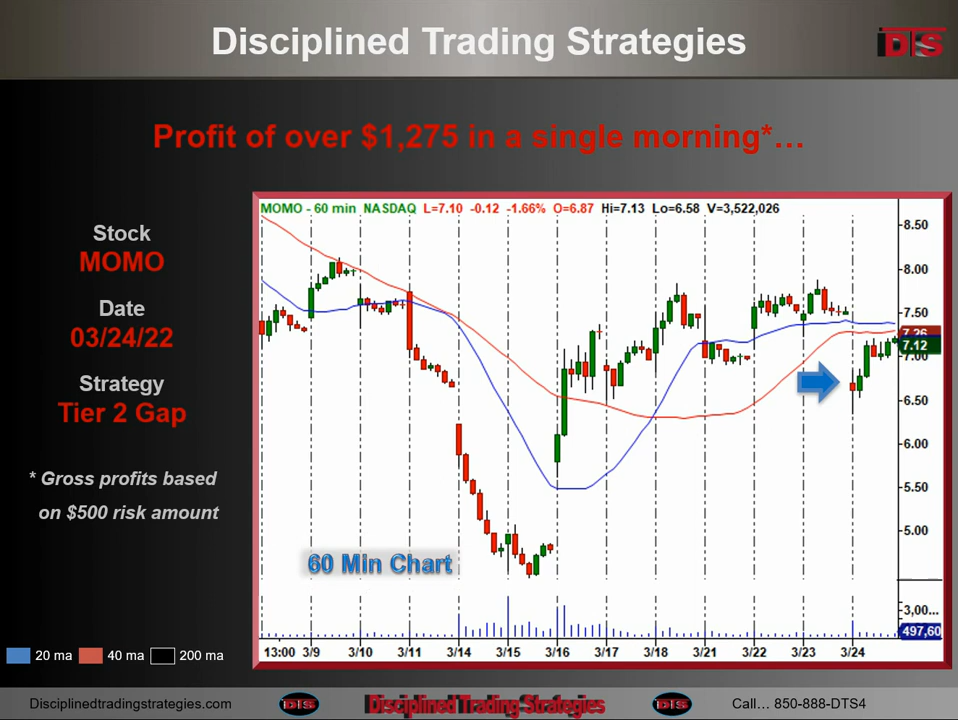 Disciplined Trading Strategies
DTS
Profit of over $1,275 in a single morning*…
Stock
MOMO
Date
03/24/22
Strategy
Tier 2 Gap
* Gross profits based
on $500 risk amount
MOMO - 60 min NASDAQ L=7.10 -0.12 -1.66% O=6.87 Hi=7.13 Lo=6.58 V=3,522,026
8.50
8.00
7.50
7.26
7.12
7.00
6.50
6.00
5.50
5.00
60 Min Chart
3,00...
497,60
13:00 3/9 3/10 3/11 3/14 3/15 3/16 3/17 3/18 3/21 3/22 3/23 3/24
20 ma 40 ma 200 ma
Disciplinedtradingstrategies.com DTS Disciplined Trading Strategies DTS Call… 850-888-DTS4